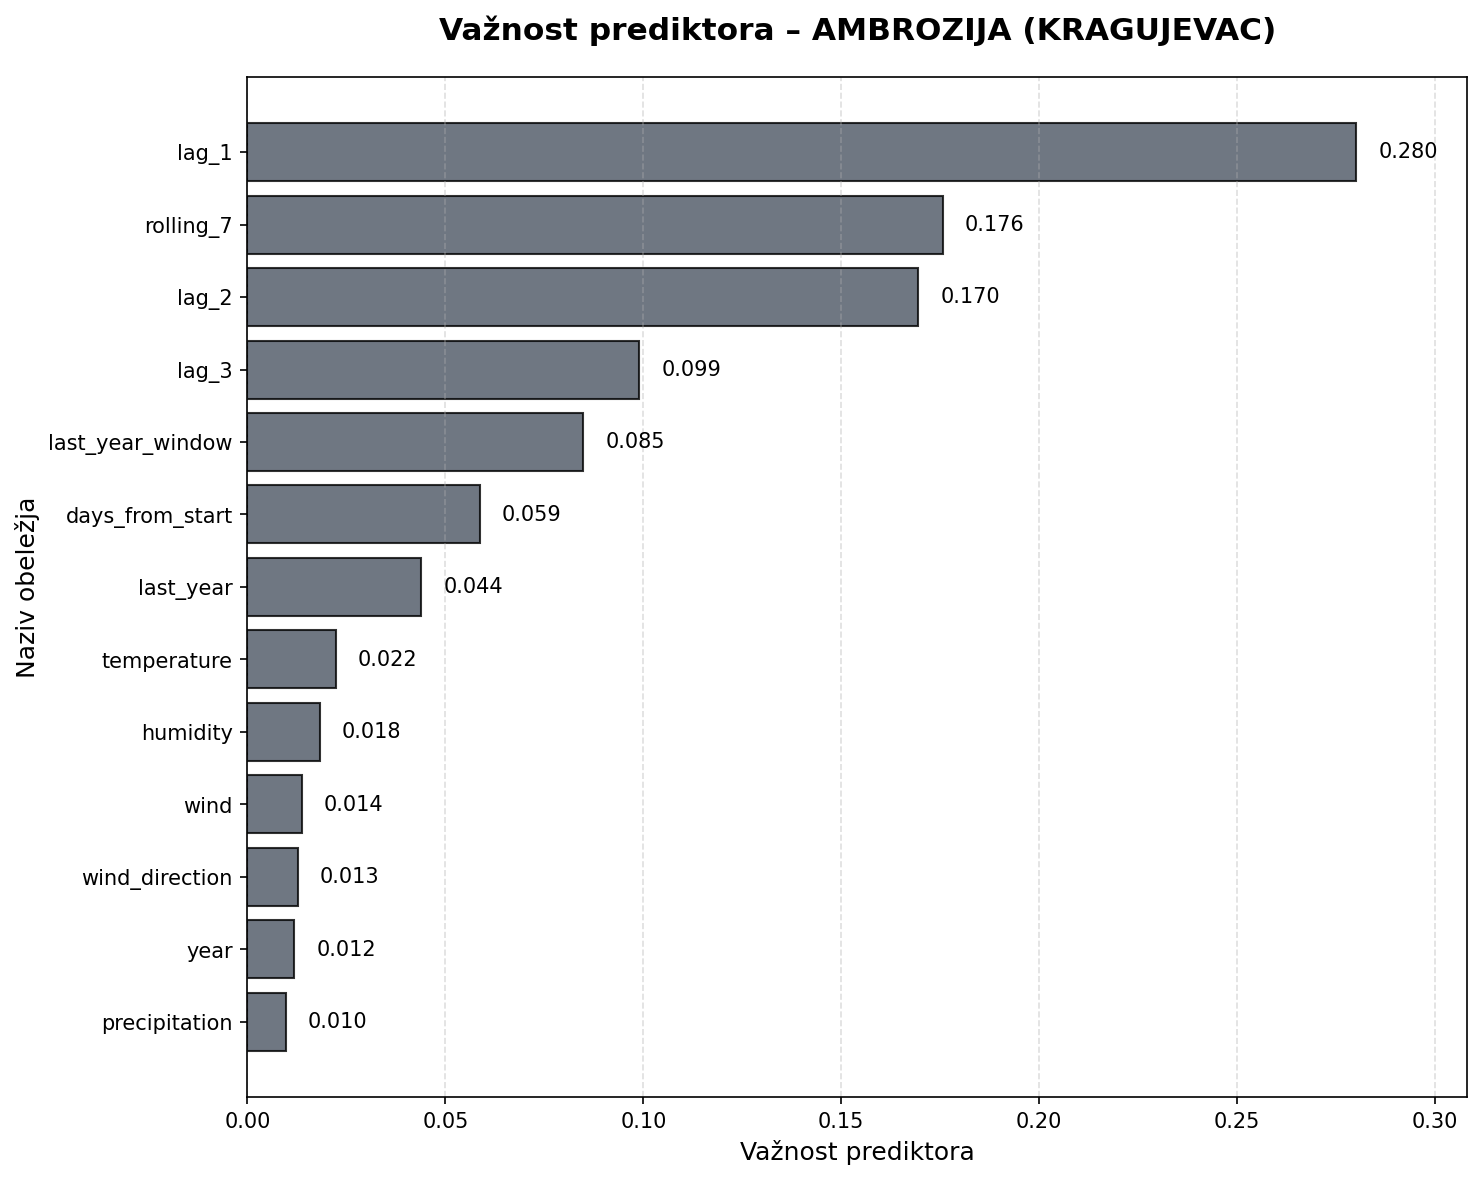 Važnost prediktora – AMBROZIJA (KRAGUJEVAC)
lag_1 0.280
rolling_7 0.176
lag_2 0.170
lag_3 0.099
last_year_window 0.085
days_from_start 0.059
last_year 0.044
temperature 0.022
humidity 0.018
wind 0.014
wind_direction 0.013
year 0.012
precipitation 0.010
Naziv obeležja
0.00 0.05 0.10 0.15 0.20 0.25 0.30
Važnost prediktora